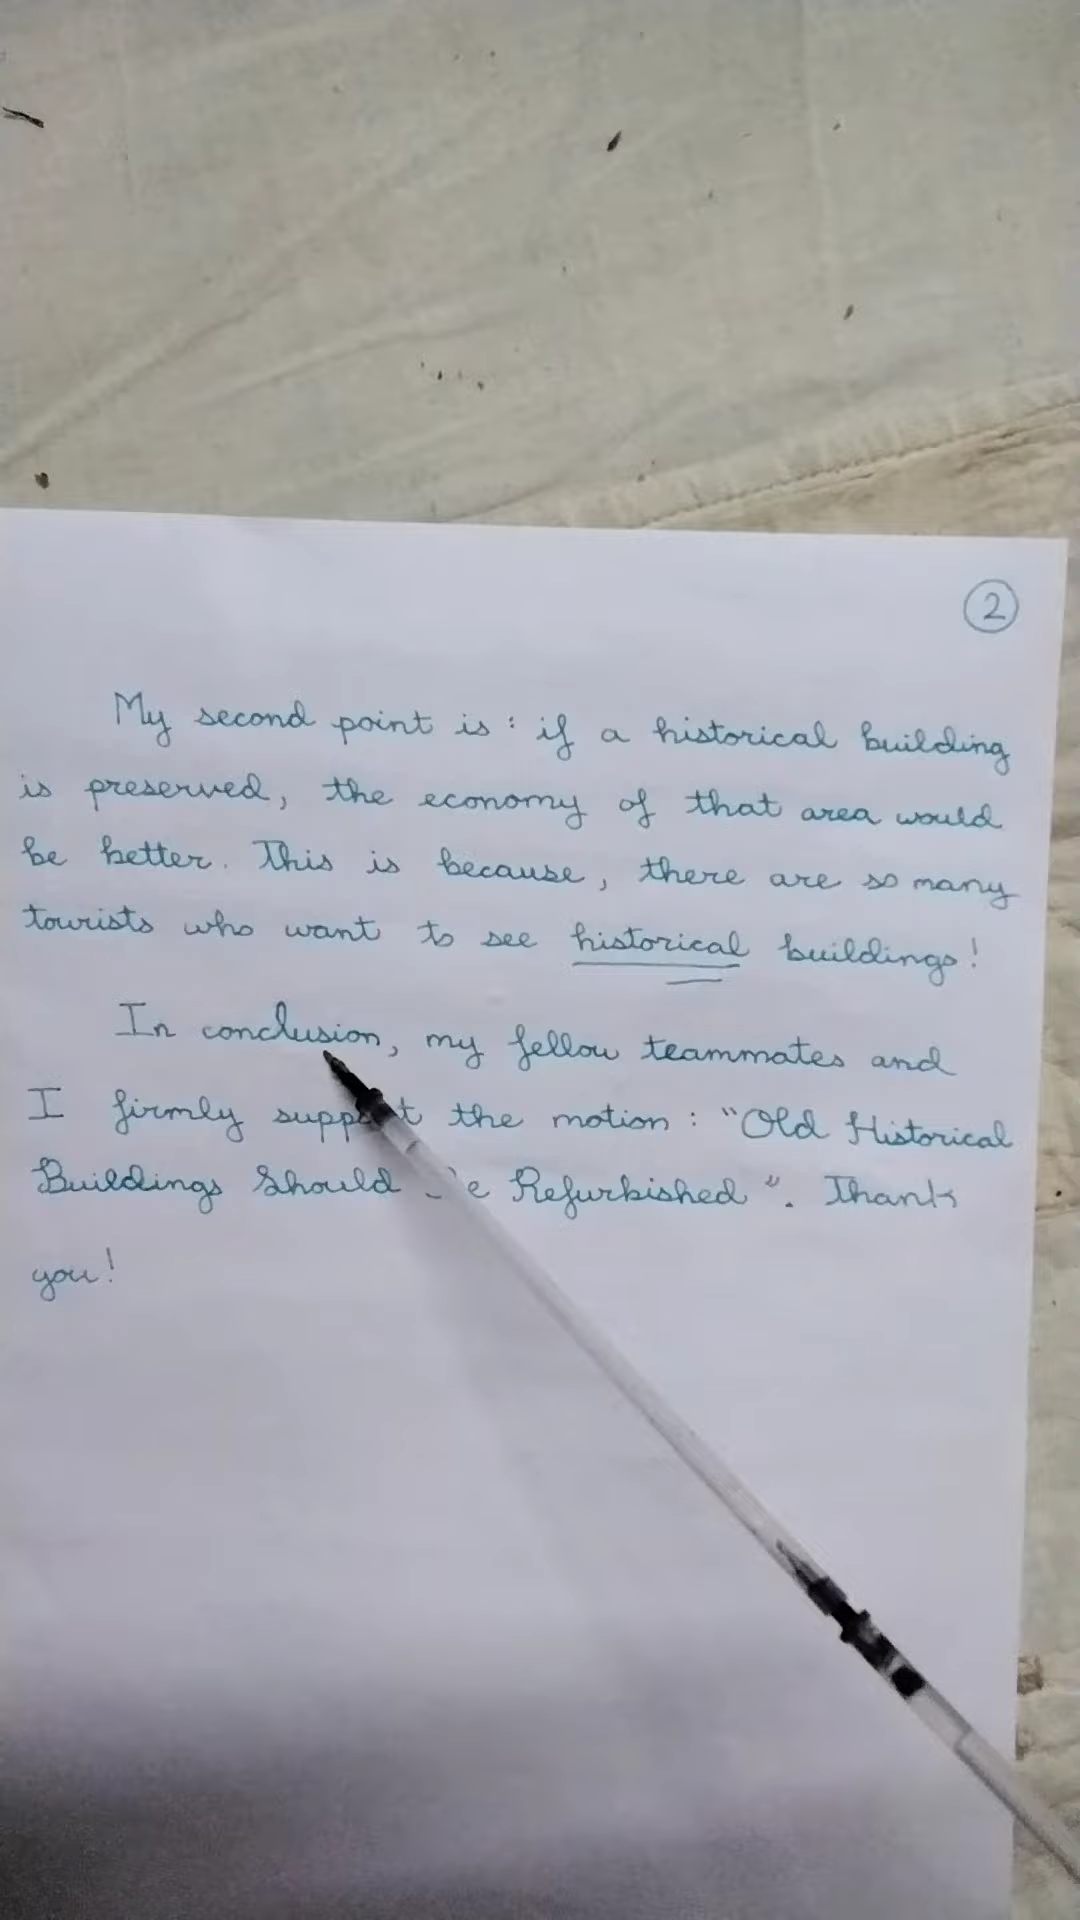 2
My second point is : if a historical building
is preserved, the economy of that area would
be better. This is because, there are so many
tourists who want to see historical buildings!
In conclusion, my fellow teammates and
I firmly support the motion : "Old Historical
Buildings Should Be Refurbished". Thank
you!